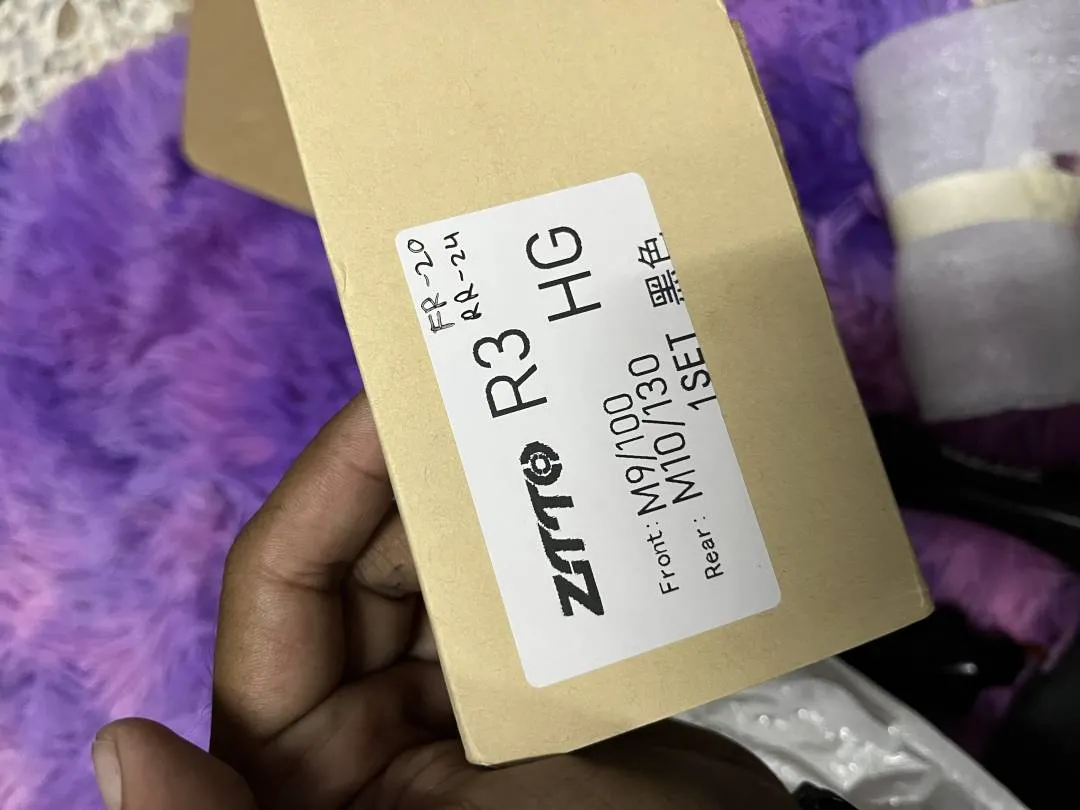 FR-20
RR-24
ZTTO R3 HG
Front: M9/100
Rear: M10/130
1SET 黑色